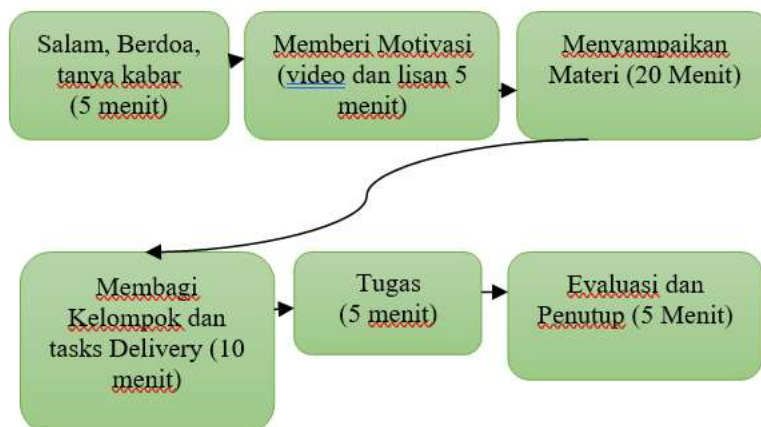 Salam, Berdoa,
tanya kabar
(5 menit)
Memberi Motivasi
(video dan lisan 5
menit)
Menyampaikan
Materi (20 Menit)
Membagi
Kelompok dan
tasks Delivery (10
menit)
Tugas
(5 menit)
Evaluasi dan
Penutup (5 Menit)